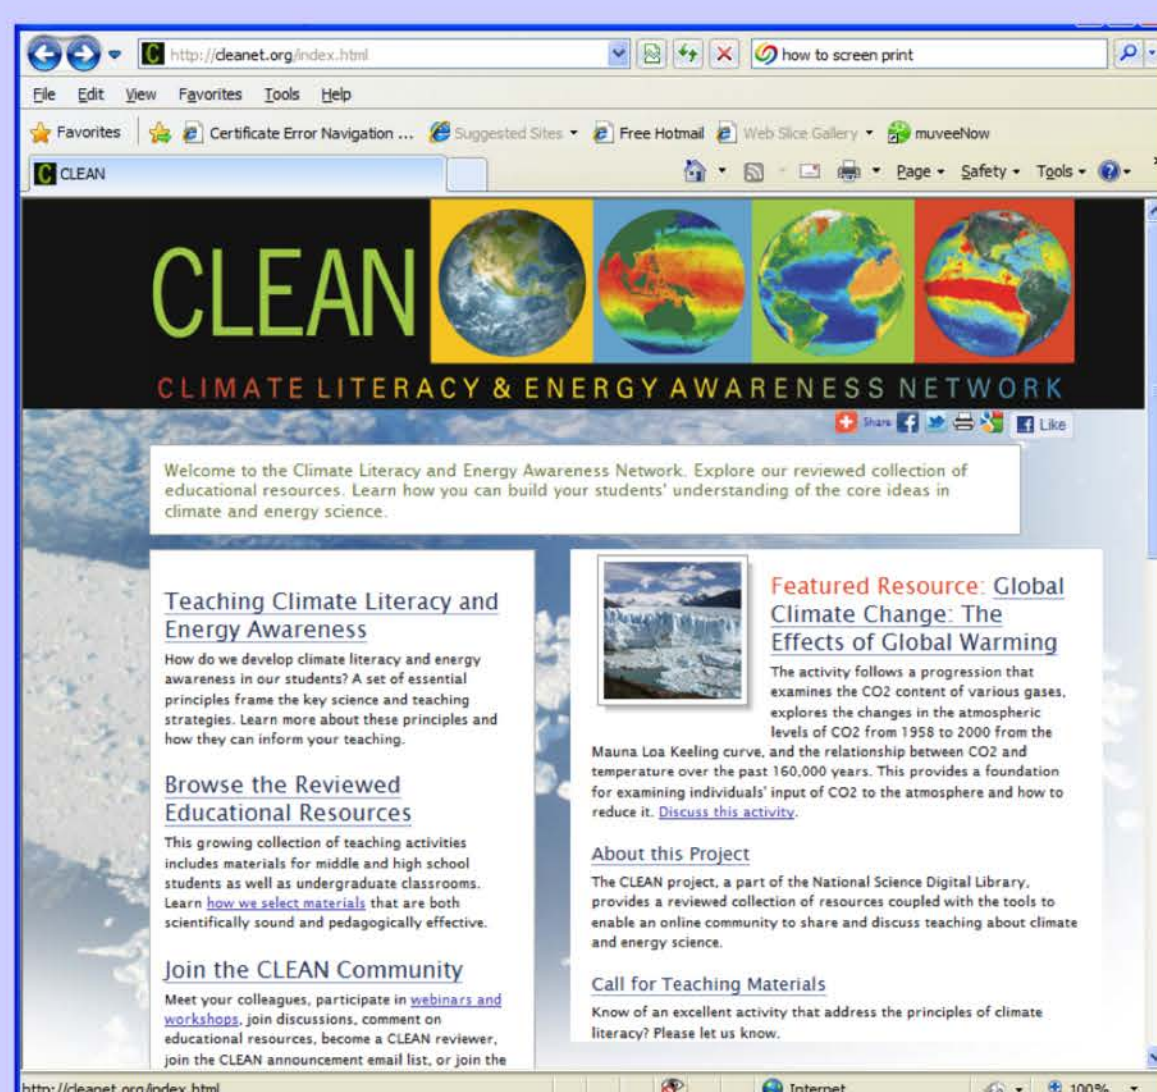 http://cleanet.org/index.html
how to screen print
File Edit View Favorites Tools Help
Favorites Certificate Error Navigation ... Suggested Sites Free Hotmail Web Slice Gallery muveeNow
CLEAN Page Safety Tools
CLEAN
CLIMATE LITERACY & ENERGY AWARENESS NETWORK
Share Like
Welcome to the Climate Literacy and Energy Awareness Network. Explore our reviewed collection of
educational resources. Learn how you can build your students' understanding of the core ideas in
climate and energy science.
Teaching Climate Literacy and
Energy Awareness
How do we develop climate literacy and energy
awareness in our students? A set of essential
principles frame the key science and teaching
strategies. Learn more about these principles and
how they can inform your teaching.
Browse the Reviewed
Educational Resources
This growing collection of teaching activities
includes materials for middle and high school
students as well as undergraduate classrooms.
Learn how we select materials that are both
scientifically sound and pedagogically effective.
Join the CLEAN Community
Meet your colleagues, participate in webinars and
workshops, join discussions, comment on
educational resources, become a CLEAN reviewer,
join the CLEAN announcement email list, or join the
Featured Resource: Global
Climate Change: The
Effects of Global Warming
The activity follows a progression that
examines the CO2 content of various gases,
explores the changes in the atmospheric
levels of CO2 from 1958 to 2000 from the
Mauna Loa Keeling curve, and the relationship between CO2 and
temperature over the past 160,000 years. This provides a foundation
for examining individuals' input of CO2 to the atmosphere and how to
reduce it. Discuss this activity.
About this Project
The CLEAN project, a part of the National Science Digital Library,
provides a reviewed collection of resources coupled with the tools to
enable an online community to share and discuss teaching about climate
and energy science.
Call for Teaching Materials
Know of an excellent activity that address the principles of climate
literacy? Please let us know.
http://cleanet.org/index.html Internet 100%